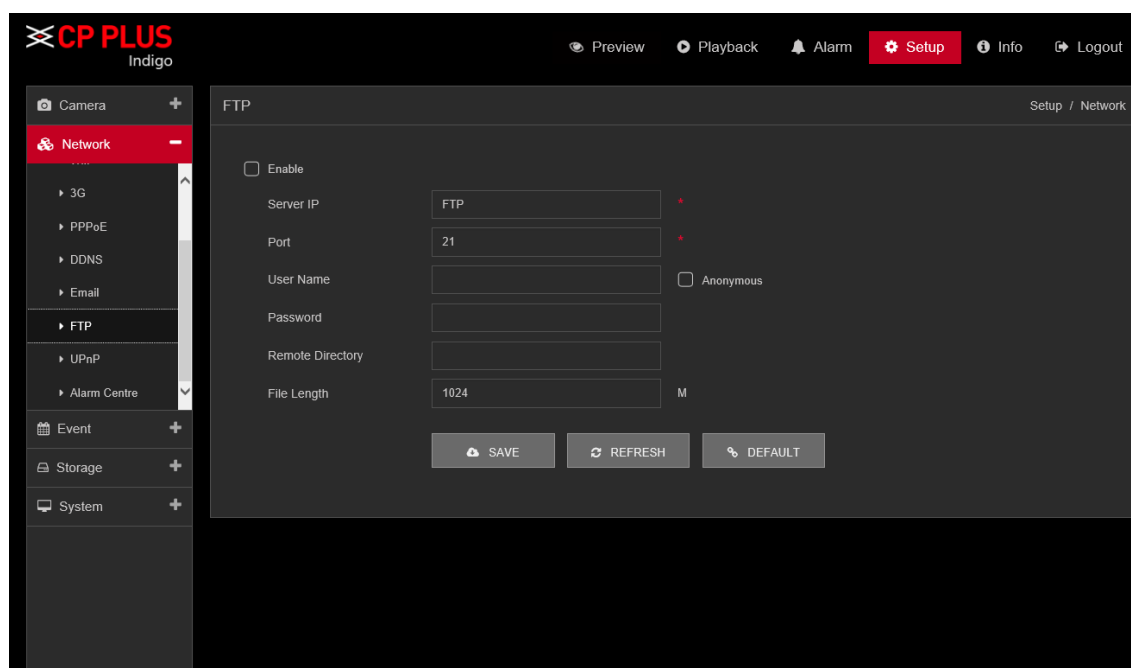 CP PLUS
Indigo
Preview
Playback
Alarm
Setup
Info
Logout
Camera
Network
3G
PPPoE
DDNS
Email
FTP
UPnP
Alarm Centre
Event
Storage
System
FTP
Setup / Network
Enable
Server IP FTP *
Port 21 *
User Name Anonymous
Password
Remote Directory
File Length 1024 M
SAVE REFRESH DEFAULT